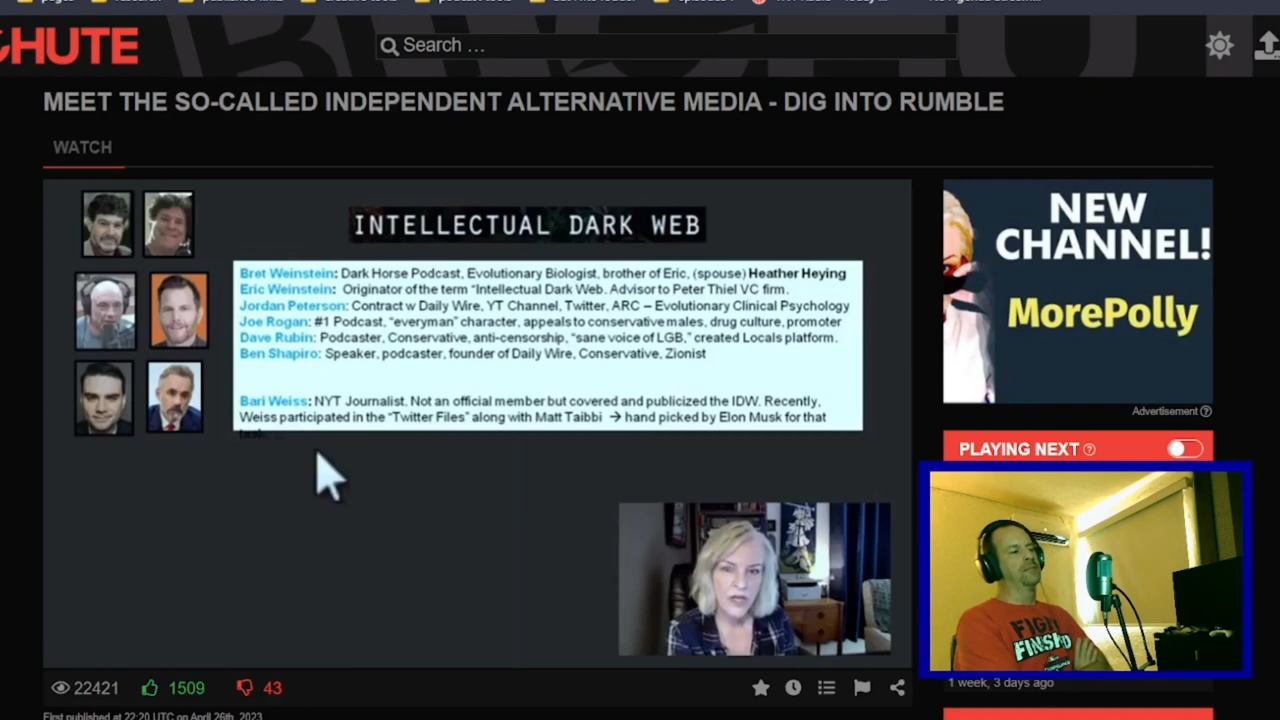 HUTE
Search …
MEET THE SO-CALLED INDEPENDENT ALTERNATIVE MEDIA - DIG INTO RUMBLE
WATCH
INTELLECTUAL DARK WEB
Bret Weinstein: Dark Horse Podcast, Evolutionary Biologist, brother of Eric, (spouse) Heather Heying
Eric Weinstein: Originator of the term “Intellectual Dark Web. Advisor to Peter Thiel VC firm.
Jordan Peterson: Contract w Daily Wire, YT Channel, Twitter, ARC – Evolutionary Clinical Psychology
Joe Rogan: #1 Podcast, “everyman” character, appeals to conservative males, drug culture, promoter
Dave Rubin: Podcaster, Conservative, anti-censorship, “sane voice of LGB,” created Locals platform.
Ben Shapiro: Speaker, podcaster, founder of Daily Wire, Conservative, Zionist
Bari Weiss: NYT Journalist. Not an official member but covered and publicized the IDW. Recently,
Weiss participated in the “Twitter Files” along with Matt Taibbi → hand picked by Elon Musk for that
NEW
CHANNEL!
MorePolly
Advertisement
PLAYING NEXT
FINSHD
1 week, 3 days ago
22421 1509 43
First published at 22:20 UTC on April 26th, 2023